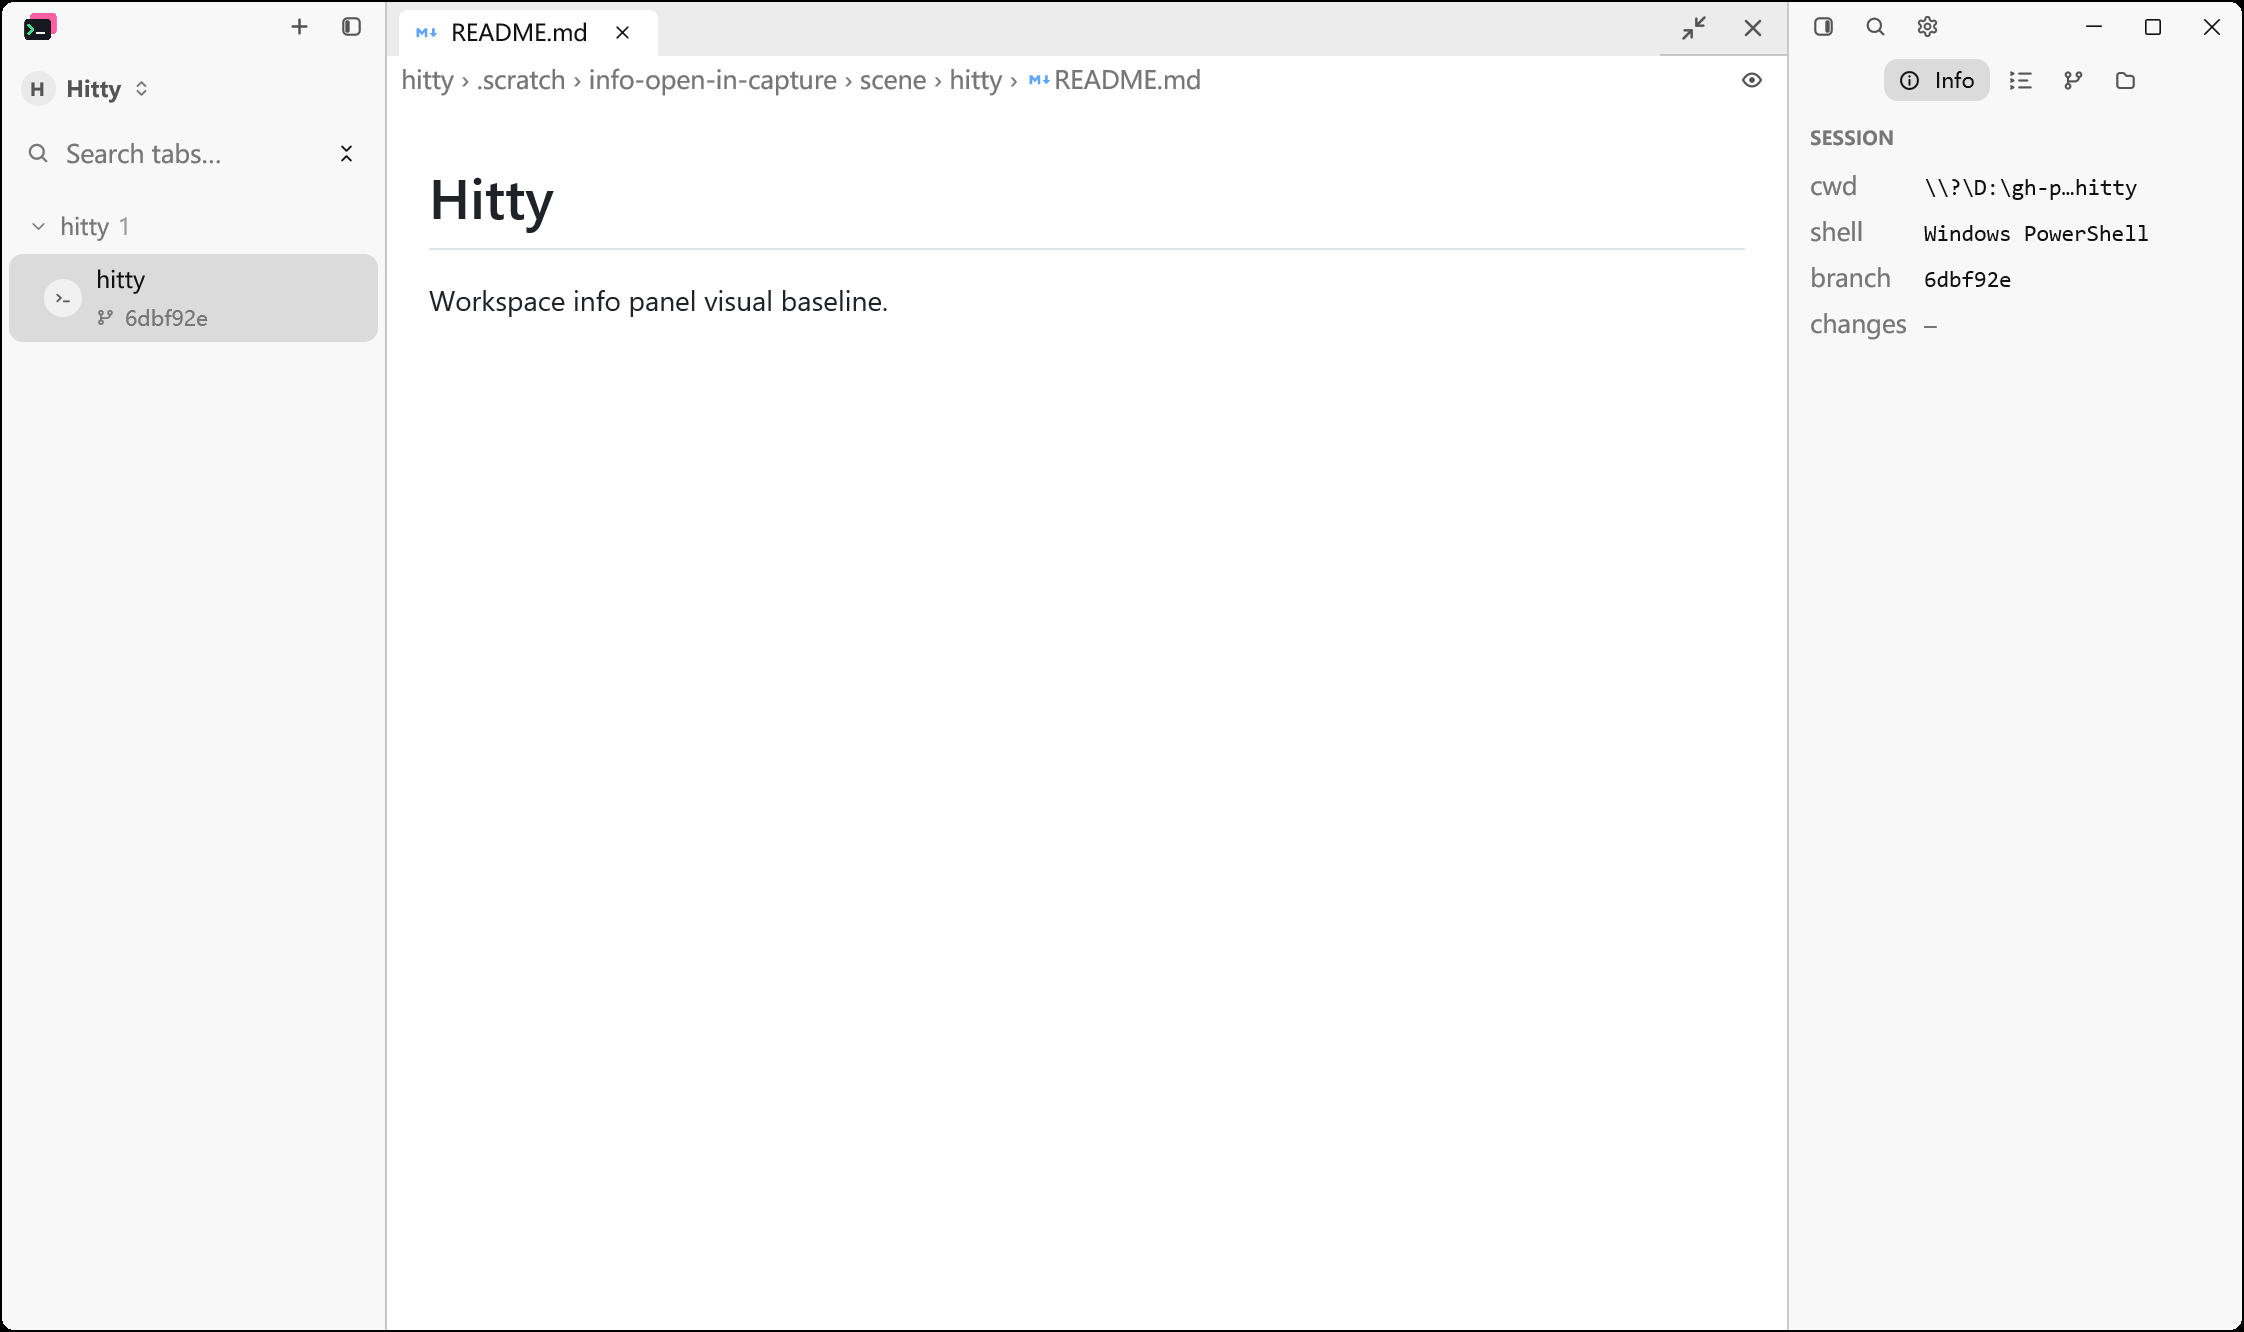 H Hitty
Search tabs...
hitty 1
hitty
6dbf92e
README.md
hitty › .scratch › info-open-in-capture › scene › hitty › README.md
Hitty
Workspace info panel visual baseline.
Info
SESSION
cwd \\?\D:\gh-p…hitty
shell Windows PowerShell
branch 6dbf92e
changes –